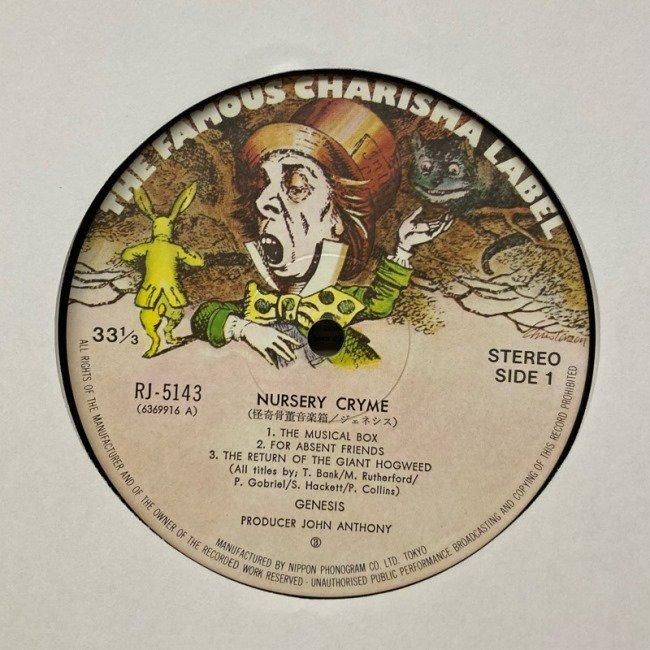 THE FAMOUS CHARISMA LABEL
33 1/3
STEREO
SIDE 1
RJ-5143
(6369916 A)
NURSERY CRYME
(怪奇骨董音楽箱/ジェネシス)
1. THE MUSICAL BOX
2. FOR ABSENT FRIENDS
3. THE RETURN OF THE GIANT HOGWEED
(All titles by; T. Bank/M. Rutherford/
P. Gobriel/S. Hackett/P. Collins)
GENESIS
PRODUCER JOHN ANTHONY
③
MANUFACTURED BY NIPPON PHONOGRAM CO. LTD. TOKYO
ALL RIGHTS OF THE MANUFACTURER AND OF THE OWNER OF THE RECORDED WORK RESERVED · UNAUTHORISED PUBLIC PERFORMANCE BROADCASTING AND COPYING OF THIS RECORD PROHIBITED